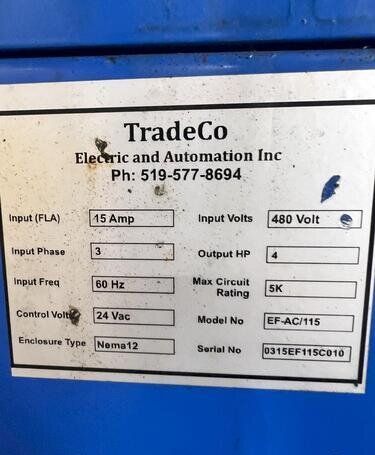 TradeCo
Electric and Automation Inc
Ph: 519-577-8694
Input (FLA) 15 Amp Input Volts 480 Volt
Input Phase 3 Output HP 4
Input Freq 60 Hz Max Circuit Rating 5K
Control Volts 24 Vac Model No EF-AC/115
Enclosure Type Nema12 Serial No 0315EF115C010